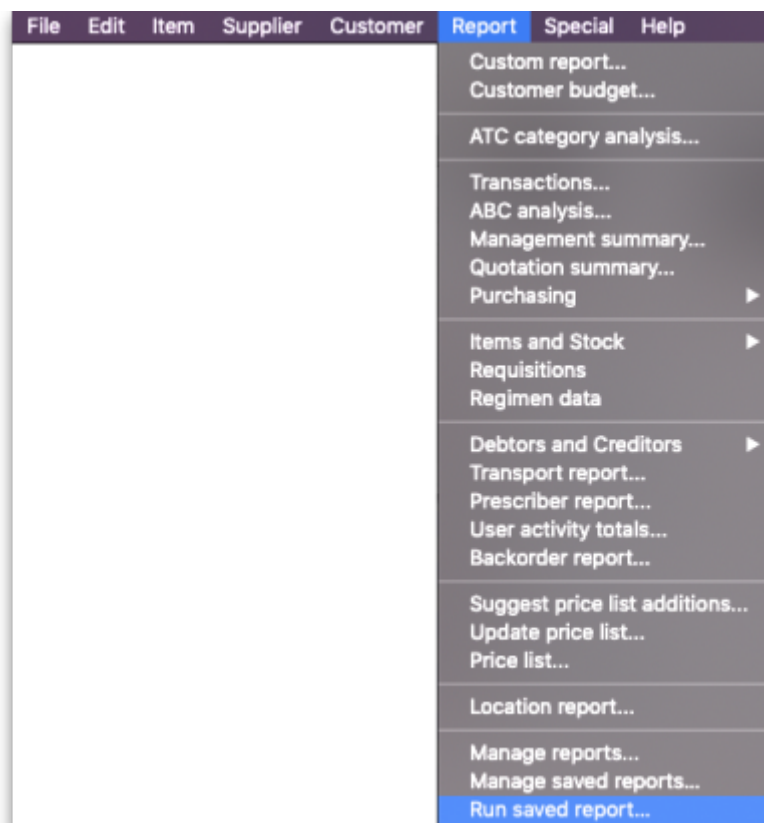 File Edit Item Supplier Customer Report Special Help
Custom report...
Customer budget...
ATC category analysis...
Transactions...
ABC analysis...
Management summary...
Quotation summary...
Purchasing
Items and Stock
Requisitions
Regimen data
Debtors and Creditors
Transport report...
Prescriber report...
User activity totals...
Backorder report...
Suggest price list additions...
Update price list...
Price list...
Location report...
Manage reports...
Manage saved reports...
Run saved report...